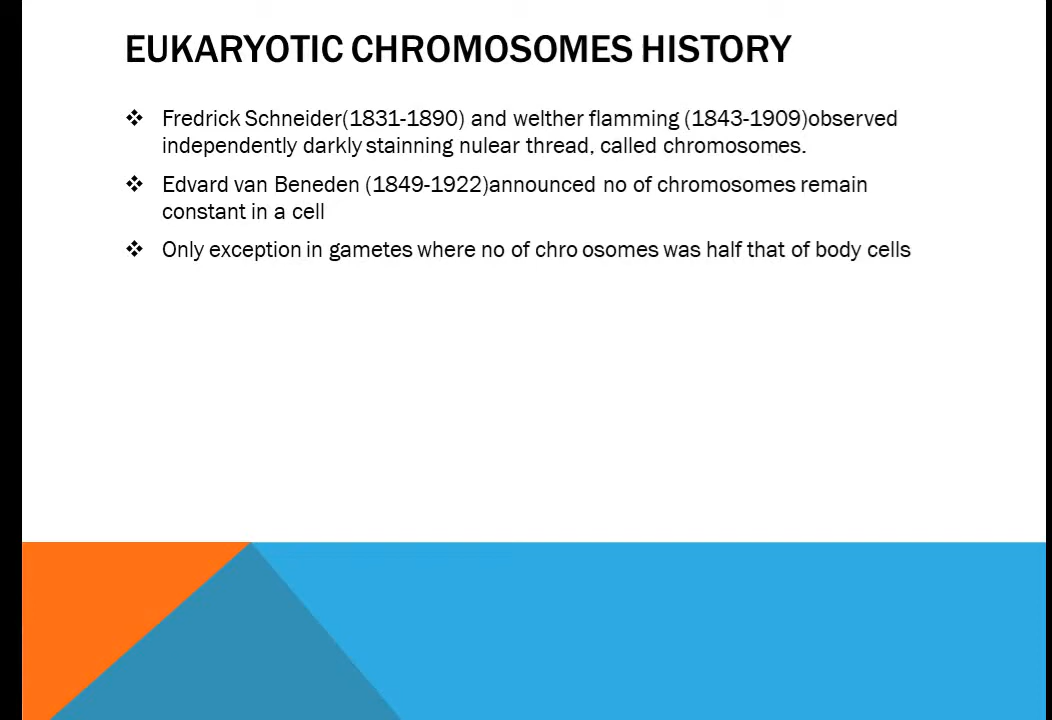 EUKARYOTIC CHROMOSOMES HISTORY
❖ Fredrick Schneider(1831-1890) and welther flamming (1843-1909)observed
independently darkly stainning nulear thread, called chromosomes.
❖ Edvard van Beneden (1849-1922)announced no of chromosomes remain
constant in a cell
❖ Only exception in gametes where no of chro osomes was half that of body cells